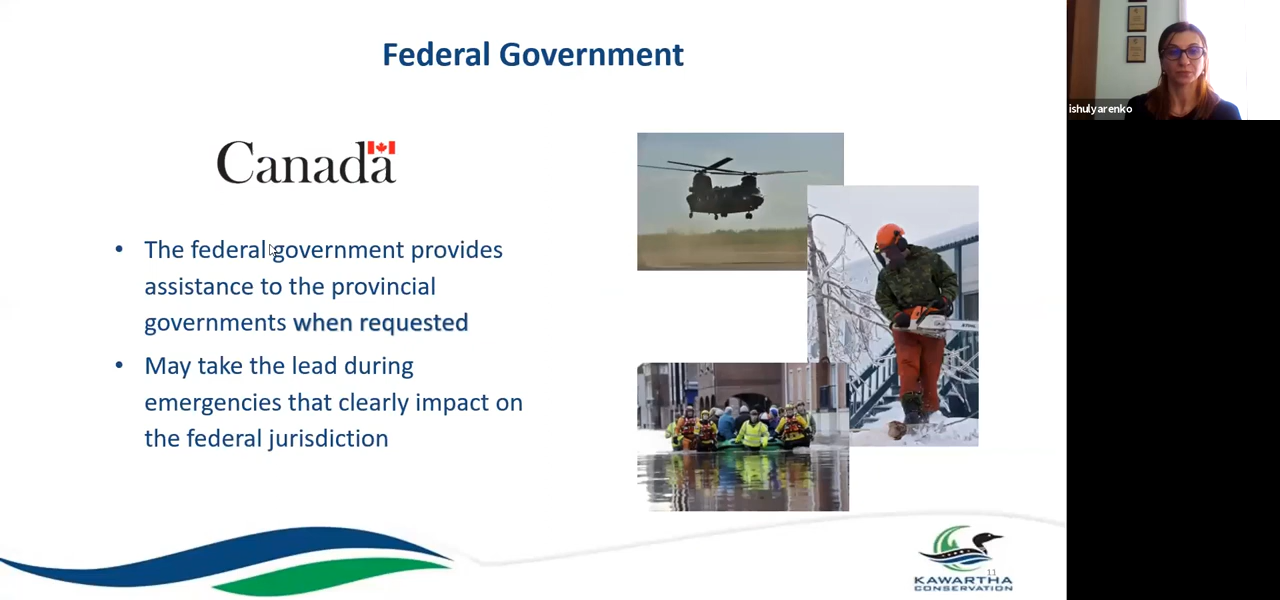 Federal Government
Canada
• The federal government provides
assistance to the provincial
governments when requested
• May take the lead during
emergencies that clearly impact on
the federal jurisdiction
11
KAWARTHA
CONSERVATION
ishulyarenko